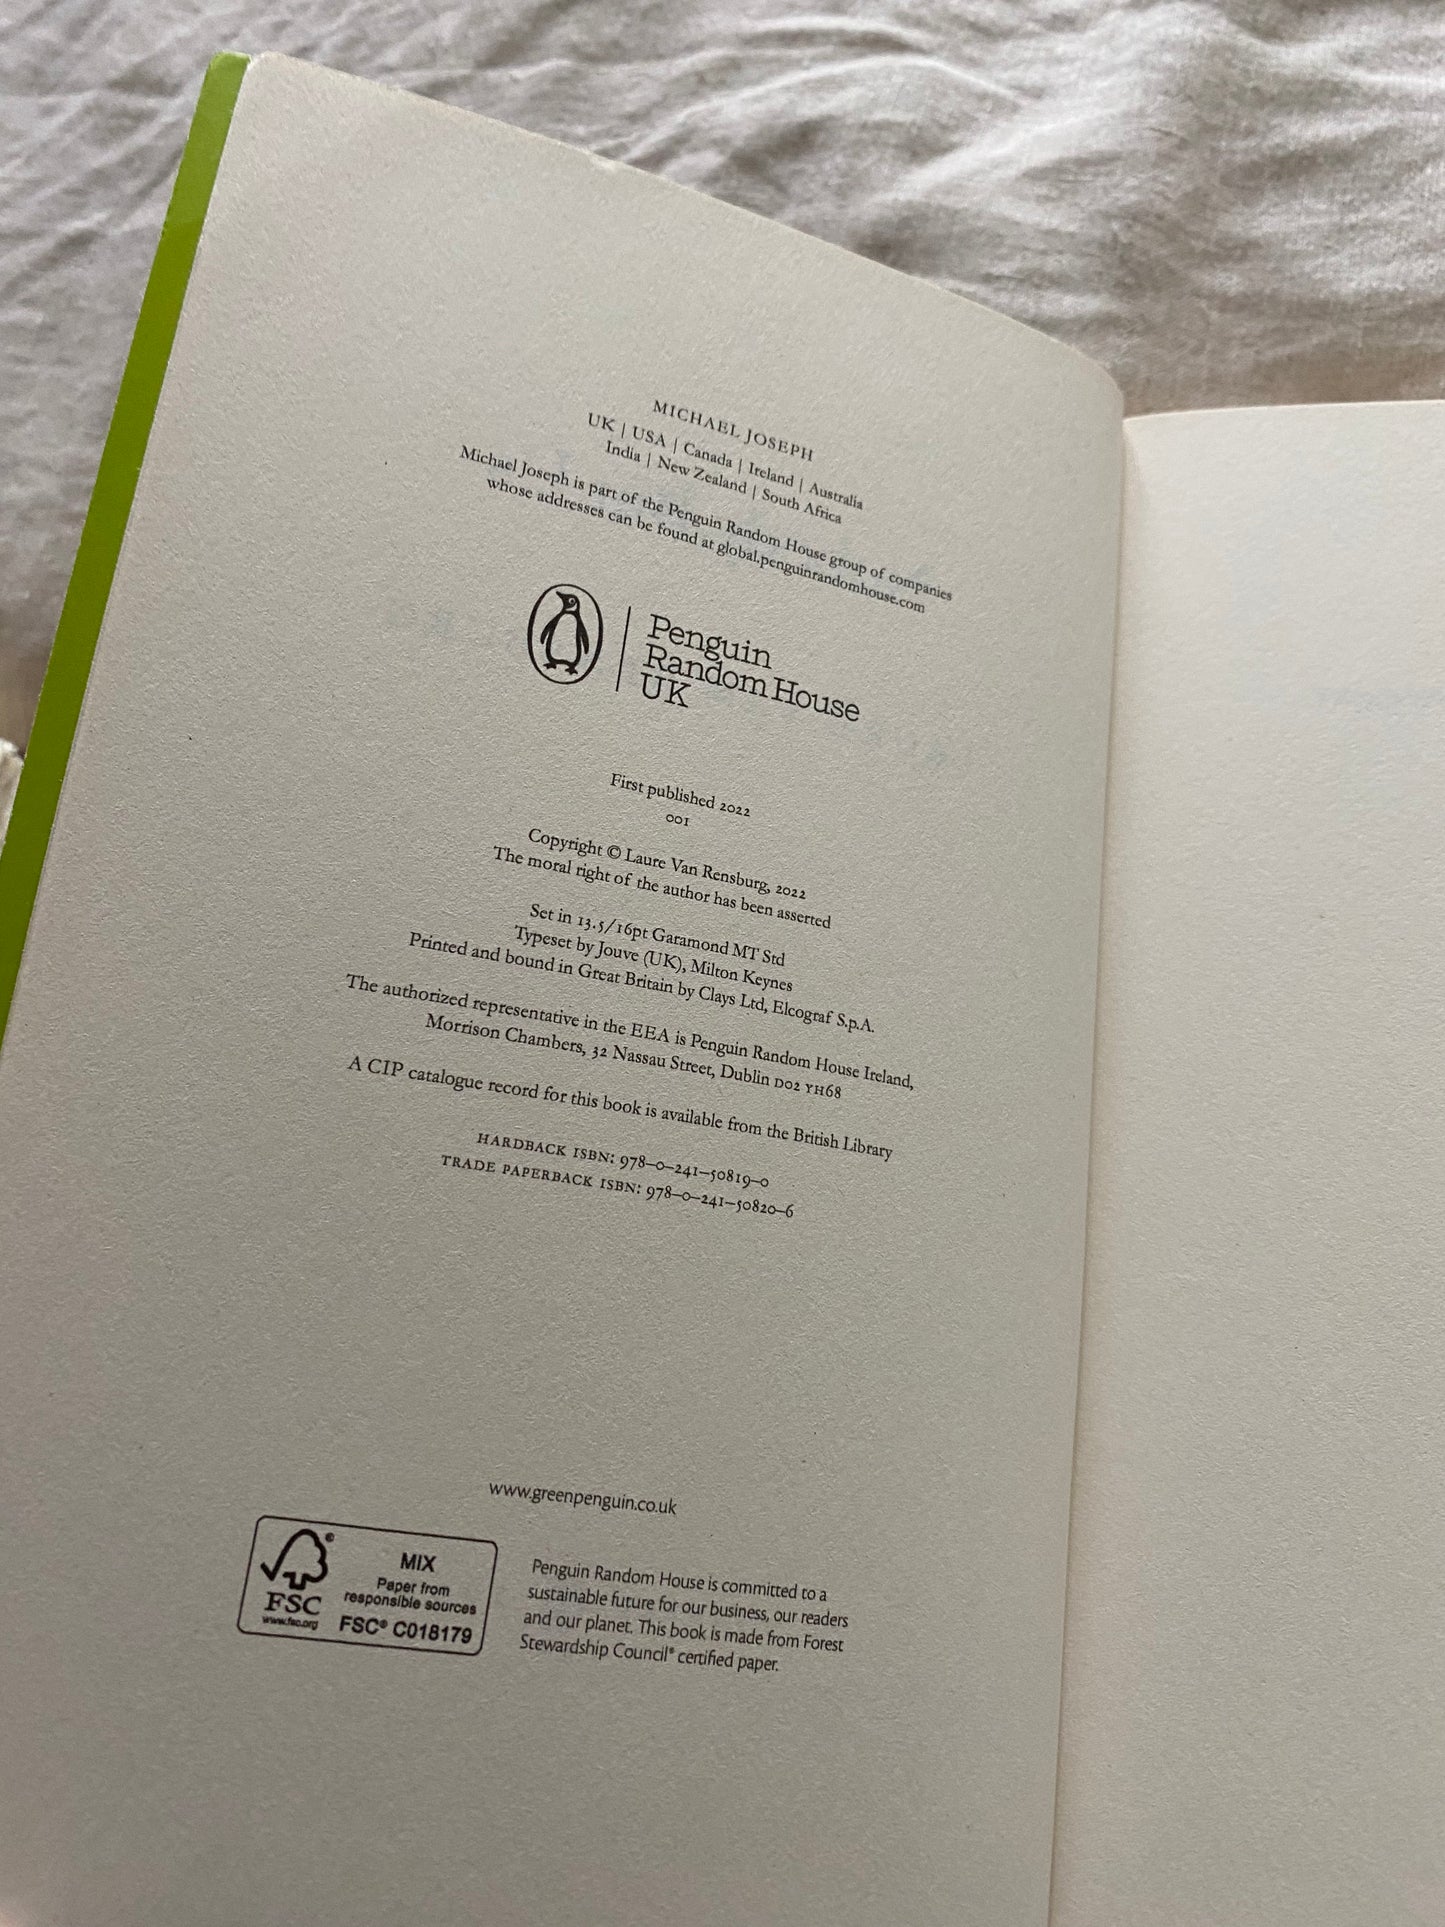 MICHAEL JOSEPH
UK | USA | Canada | Ireland | Australia
India | New Zealand | South Africa
Michael Joseph is part of the Penguin Random House group of companies
whose addresses can be found at global.penguinrandomhouse.com
Penguin
Random House
UK
First published 2022
001
Copyright © Laure Van Rensburg, 2022
The moral right of the author has been asserted
Set in 13.5/16pt Garamond MT Std
Typeset by Jouve (UK), Milton Keynes
Printed and bound in Great Britain by Clays Ltd, Elcograf S.p.A.
The authorized representative in the EEA is Penguin Random House Ireland,
Morrison Chambers, 32 Nassau Street, Dublin D02 YH68
A CIP catalogue record for this book is available from the British Library
HARDBACK ISBN: 978–0–241–50819–0
TRADE PAPERBACK ISBN: 978–0–241–50820–6
www.greenpenguin.co.uk
®
FSC
www.fsc.org
MIX
Paper from
responsible sources
FSC® C018179
Penguin Random House is committed to a
sustainable future for our business, our readers
and our planet. This book is made from Forest
Stewardship Council® certified paper.